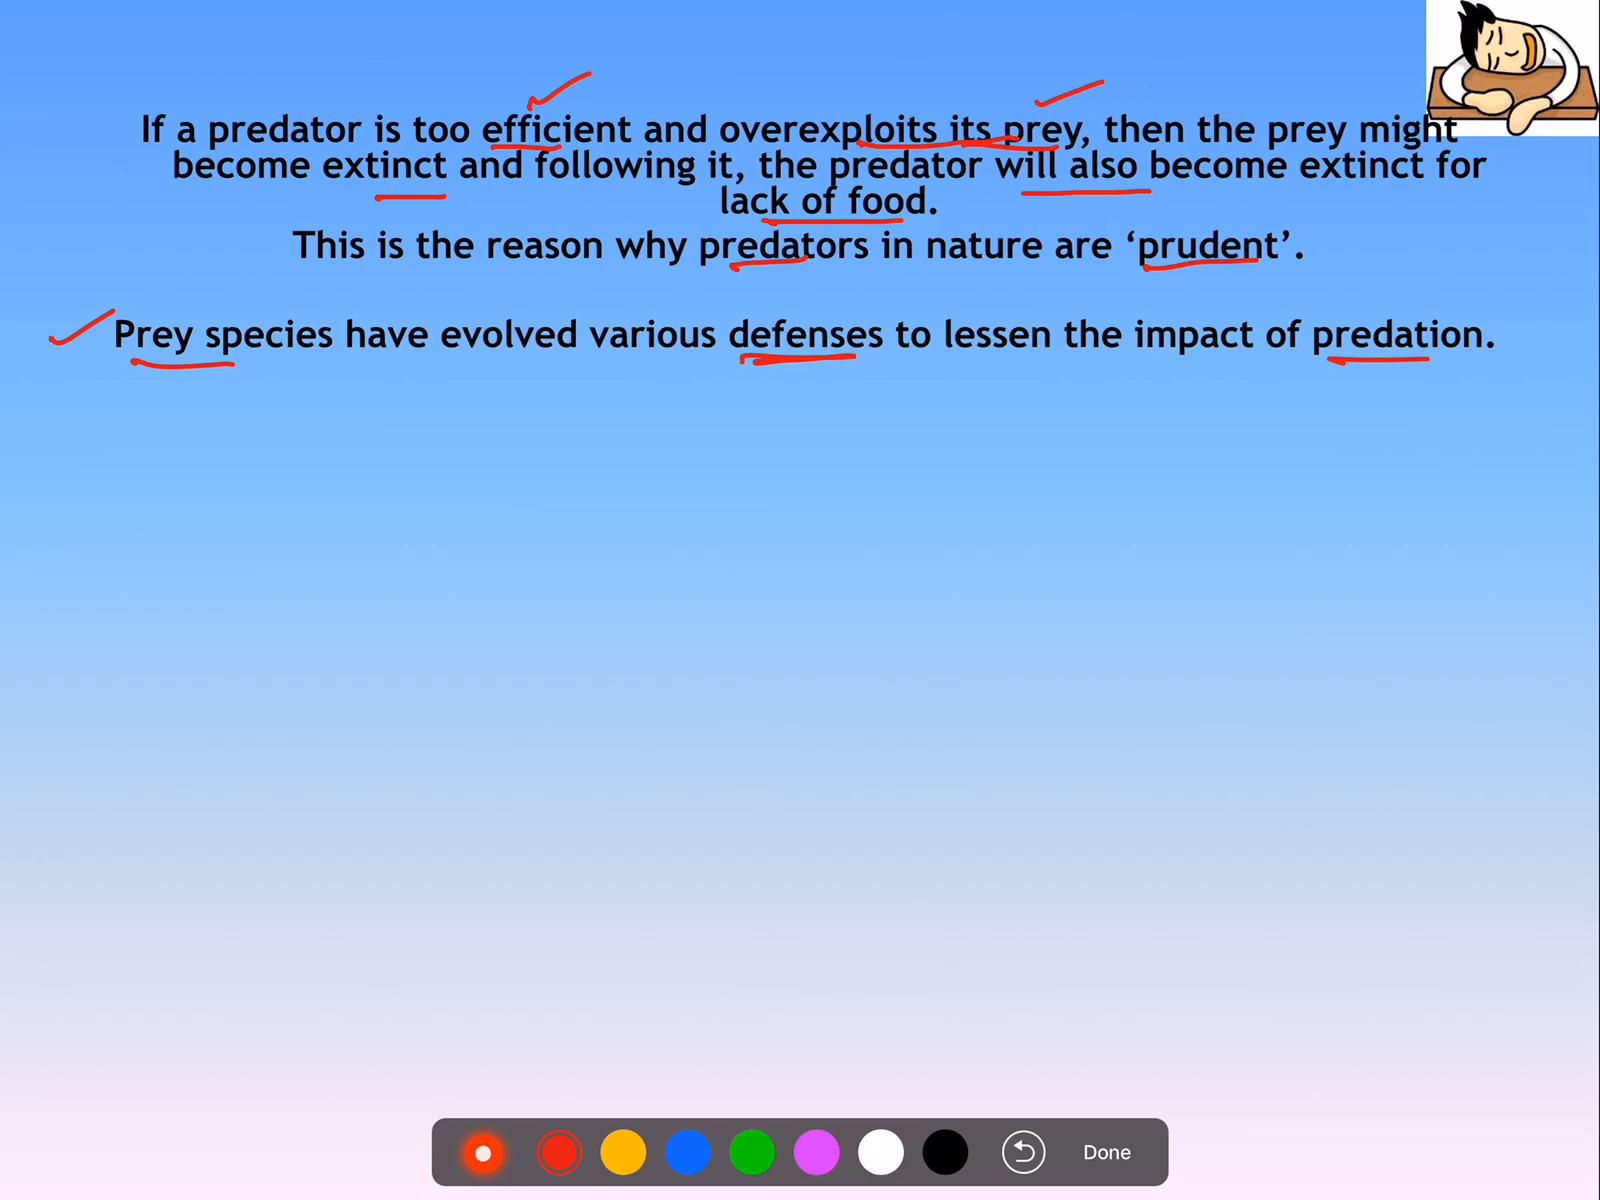 If a predator is too efficient and overexploits its prey, then the prey might
become extinct and following it, the predator will also become extinct for
lack of food.
This is the reason why predators in nature are ‘prudent’.
Prey species have evolved various defenses to lessen the impact of predation.
Done